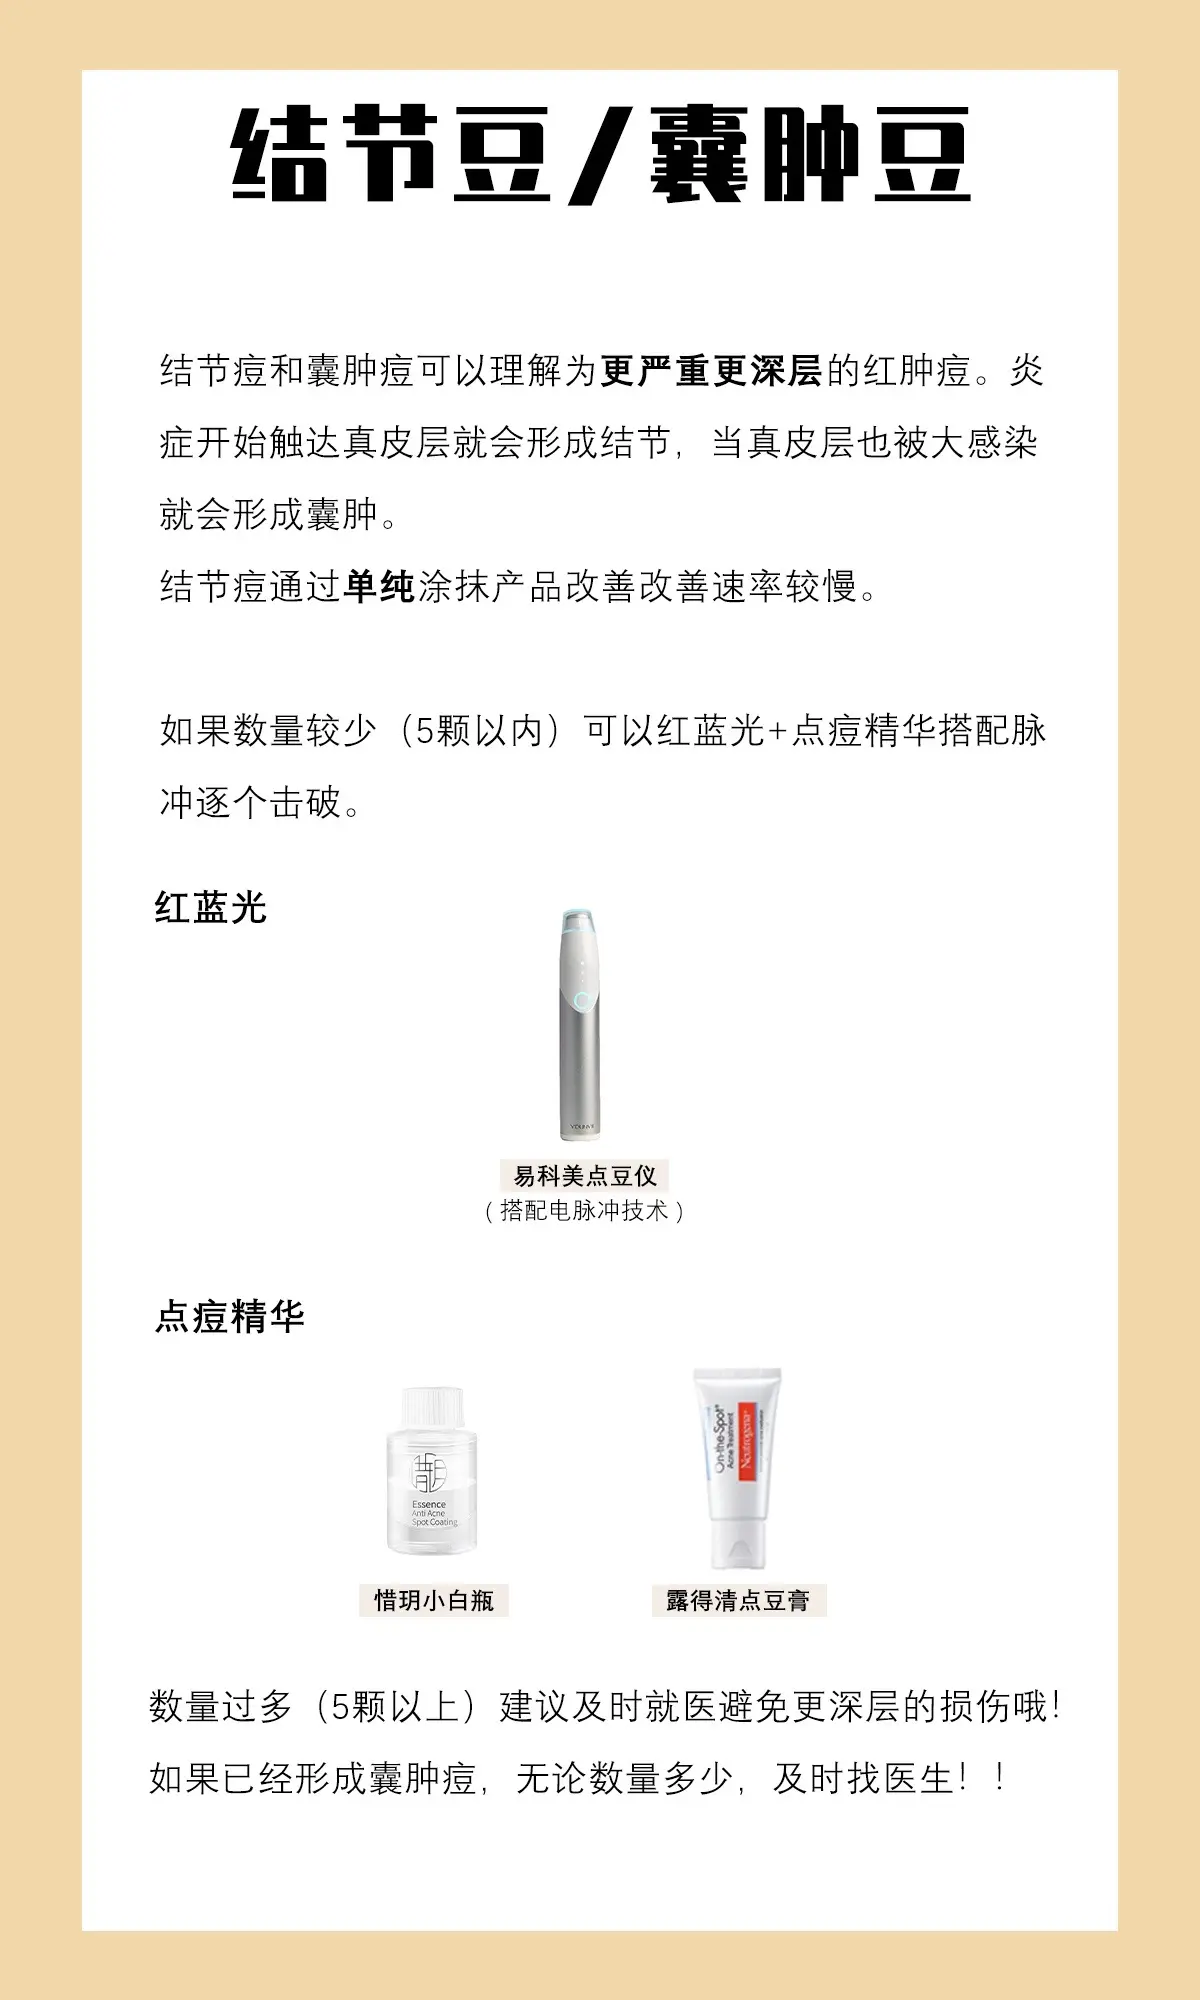 结节豆/囊肿豆
结节痘和囊肿痘可以理解为更严重更深层的红肿痘。炎
症开始触达真皮层就会形成结节，当真皮层也被大感染
就会形成囊肿。
结节痘通过单纯涂抹产品改善改善速率较慢。
如果数量较少（5颗以内）可以红蓝光+点痘精华搭配脉
冲逐个击破。
红蓝光
易科美点豆仪
（搭配电脉冲技术）
点痘精华
惜玥
Essence
Anti Acne
Spot Coating
On-the-Spot®
Acne Treatment
Neutrogena®
惜玥小白瓶
露得清点豆膏
数量过多（5颗以上）建议及时就医避免更深层的损伤哦！
如果已经形成囊肿痘，无论数量多少，及时找医生！！